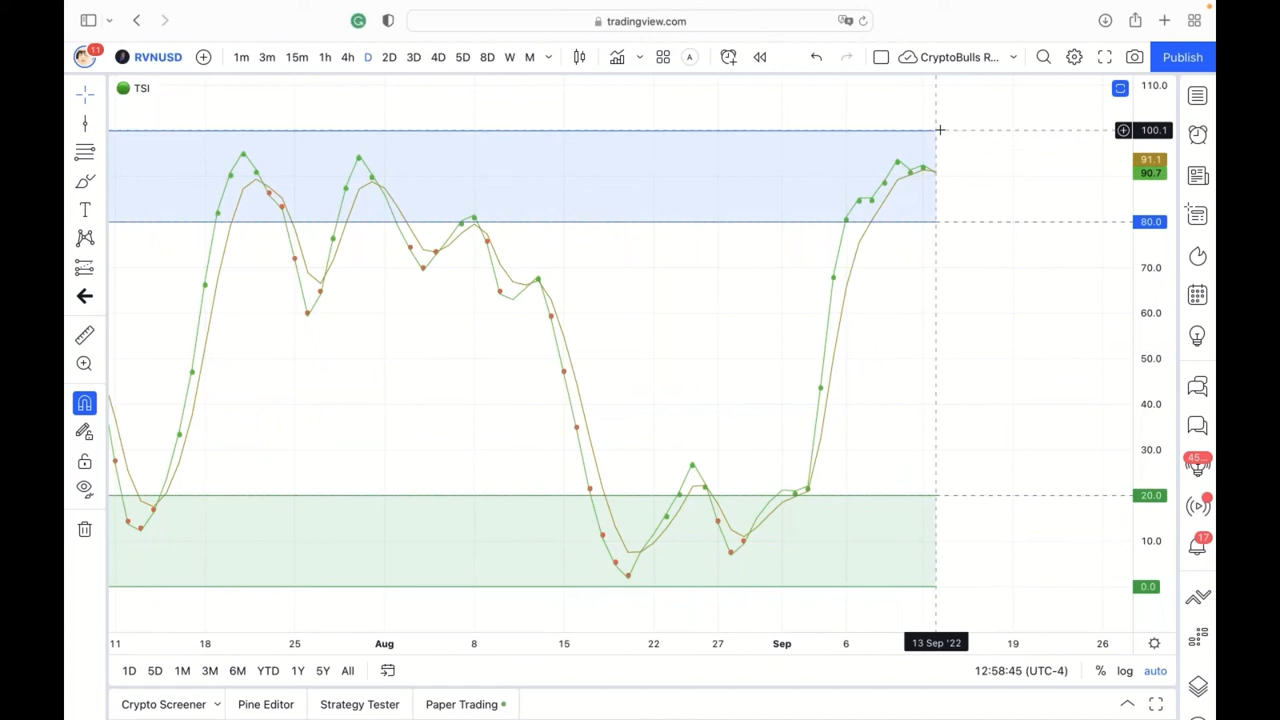 tradingview.com
11
RVNUSD 1m 3m 15m 1h 4h D 2D 3D 4D 5D 8D W M A CryptoBulls R... Publish
TSI
110.0
100.1
91.1
90.7
80.0
70.0
60.0
50.0
40.0
30.0
20.0
10.0
0.0
T
45...
17
11 18 25 Aug 8 15 22 27 Sep 6 13 Sep '22 19 26
1D 5D 1M 3M 6M YTD 1Y 5Y All 12:58:45 (UTC-4) % log auto
Crypto Screener Pine Editor Strategy Tester Paper Trading